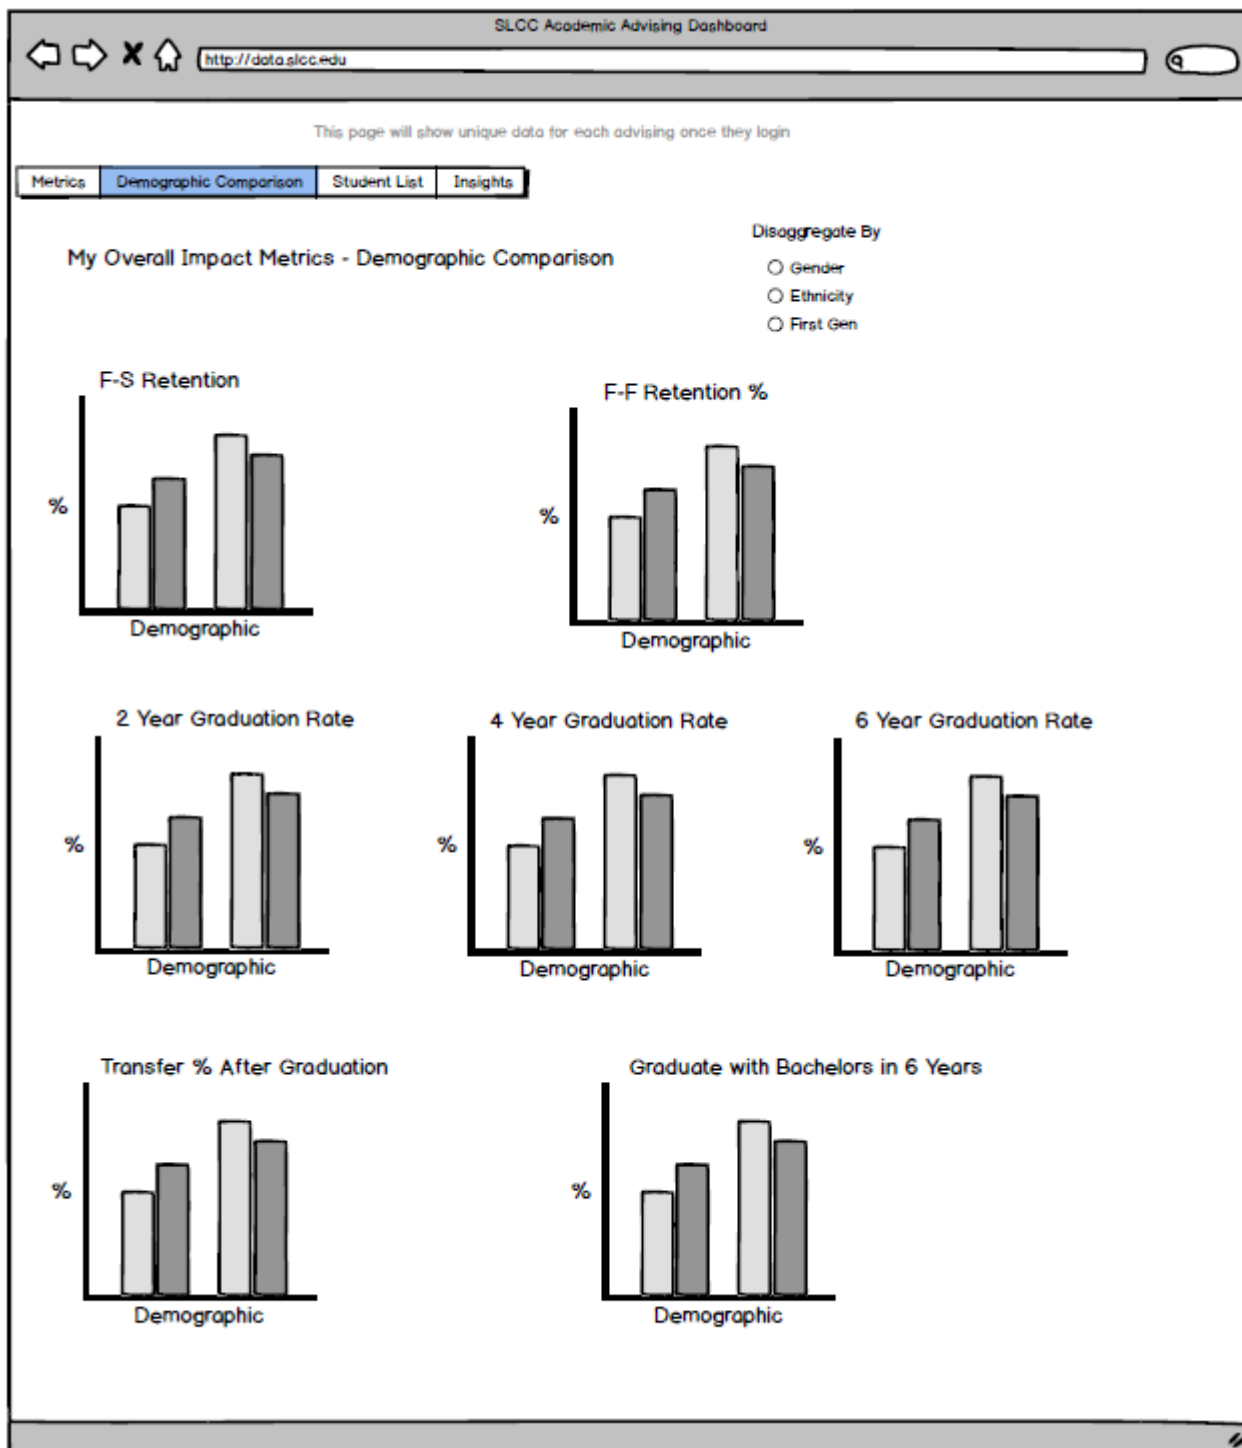 SLCC Academic Advising Dashboard
http://data.slcc.edu
This page will show unique data for each advising once they login
Metrics Demographic Comparison Student List Insights
Disaggregate By
My Overall Impact Metrics - Demographic Comparison
Gender
Ethnicity
First Gen
F-S Retention
F-F Retention %
%
%
Demographic
Demographic
2 Year Graduation Rate
4 Year Graduation Rate
6 Year Graduation Rate
%
%
%
Demographic
Demographic
Demographic
Transfer % After Graduation
Graduate with Bachelors in 6 Years
%
%
Demographic
Demographic